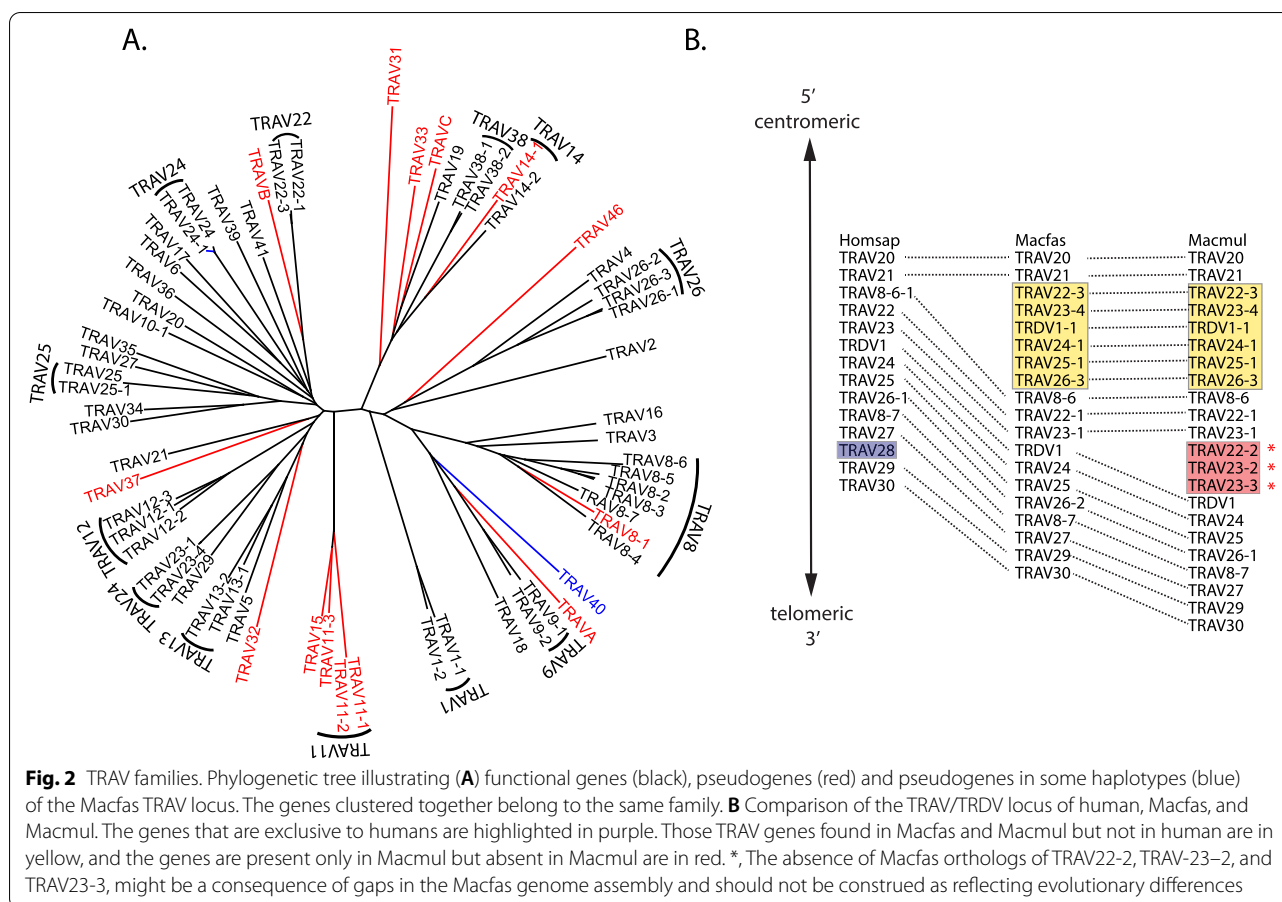 A.
B.
TRAV31
TRAV33
TRAVC
TRAV19
TRAV38-1
TRAV38-2
TRAV38
TRAV14-1
TRAV14-2
TRAV14
TRAV46
TRAV4
TRAV26-2
TRAV26-3
TRAV26-1
TRAV26
TRAV2
TRAV16
TRAV3
TRAV8-6
TRAV8-5
TRAV8-2
TRAV8-3
TRAV8-7
TRAV8-1
TRAV8-4
TRAV8
TRAV40
TRAVA
TRAV9-1
TRAV9-2
TRAV9
TRAV18
TRAV1-1
TRAV1-2
TRAV1
TRAV11-1
TRAV11-2
TRAV11-3
TRAV15
TRAV11
TRAV32
TRAV5
TRAV13-1
TRAV13-2
TRAV13
TRAV29
TRAV23-4
TRAV23-1
TRAV24
TRAV12-2
TRAV12-1
TRAV12-3
TRAV12
TRAV37
TRAV21
TRAV30
TRAV34
TRAV25-1
TRAV25
TRAV25
TRAV27
TRAV35
TRAV10-1
TRAV20
TRAV36
TRAV6
TRAV17
TRAV24-1
TRAV24
TRAV24
TRAV39
TRAV41
TRAVB
TRAV22-3
TRAV22-1
TRAV22
5′
centromeric
telomeric
3′
Homsap
TRAV20
TRAV21
TRAV8-6-1
TRAV22
TRAV23
TRDV1
TRAV24
TRAV25
TRAV26-1
TRAV8-7
TRAV27
TRAV28
TRAV29
TRAV30
Macfas
TRAV20
TRAV21
TRAV22-3
TRAV23-4
TRDV1-1
TRAV24-1
TRAV25-1
TRAV26-3
TRAV8-6
TRAV22-1
TRAV23-1
TRDV1
TRAV24
TRAV25
TRAV26-2
TRAV8-7
TRAV27
TRAV29
TRAV30
Macmul
TRAV20
TRAV21
TRAV22-3
TRAV23-4
TRDV1-1
TRAV24-1
TRAV25-1
TRAV26-3
TRAV8-6
TRAV22-1
TRAV23-1
TRAV22-2 *
TRAV23-2 *
TRAV23-3 *
TRDV1
TRAV24
TRAV25
TRAV26-1
TRAV8-7
TRAV27
TRAV29
TRAV30
Fig. 2 TRAV families. Phylogenetic tree illustrating (A) functional genes (black), pseudogenes (red) and pseudogenes in some haplotypes (blue)
of the Macfas TRAV locus. The genes clustered together belong to the same family. B Comparison of the TRAV/TRDV locus of human, Macfas, and
Macmul. The genes that are exclusive to humans are highlighted in purple. Those TRAV genes found in Macfas and Macmul but not in human are in
yellow, and the genes are present only in Macmul but absent in Macmul are in red. *, The absence of Macfas orthologs of TRAV22-2, TRAV-23–2, and
TRAV23-3, might be a consequence of gaps in the Macfas genome assembly and should not be construed as reflecting evolutionary differences